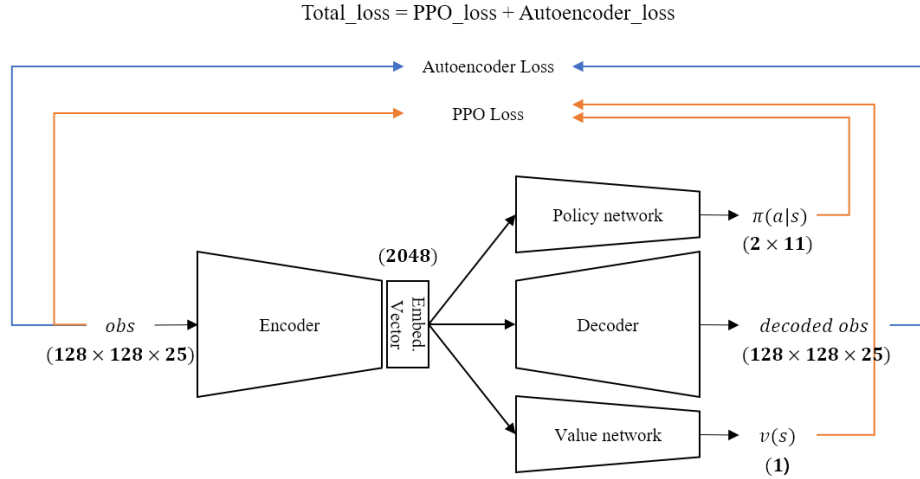 Total_loss = PPO_loss + Autoencoder_loss
Autoencoder Loss
PPO Loss
Policy network
π(a|s)
(2 × 11)
(2048)
obs
(128 × 128 × 25)
Encoder
Embed.
Vector
Decoder
decoded obs
(128 × 128 × 25)
Value network
v(s)
(1)